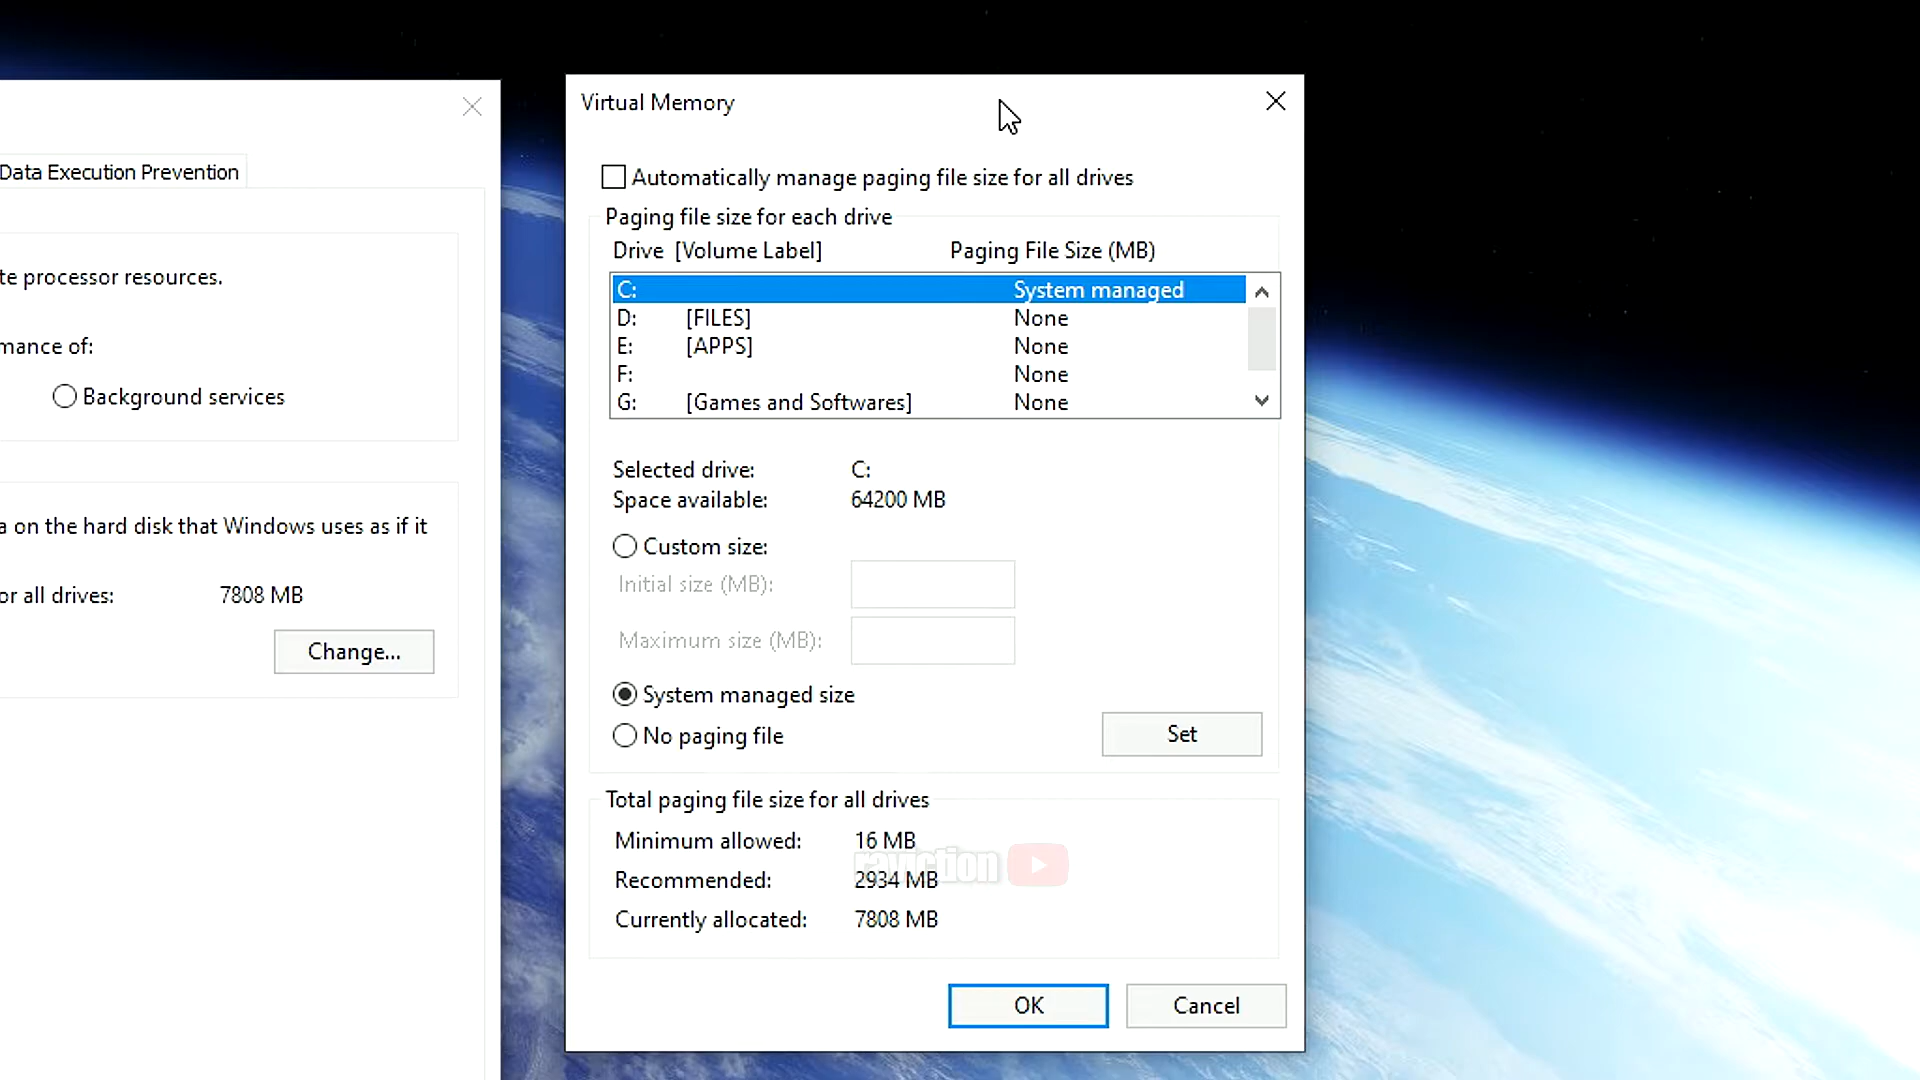 Data Execution Prevention
te processor resources.
mance of:
Background services
a on the hard disk that Windows uses as if it
or all drives: 7808 MB
Change...
Virtual Memory
Automatically manage paging file size for all drives
Paging file size for each drive
Drive [Volume Label] Paging File Size (MB)
C: System managed
D: [FILES] None
E: [APPS] None
F: None
G: [Games and Softwares] None
Selected drive: C:
Space available: 64200 MB
Custom size:
Initial size (MB):
Maximum size (MB):
System managed size
No paging file
Set
Total paging file size for all drives
Minimum allowed: 16 MB
Recommended: 2934 MB
Currently allocated: 7808 MB
OK Cancel